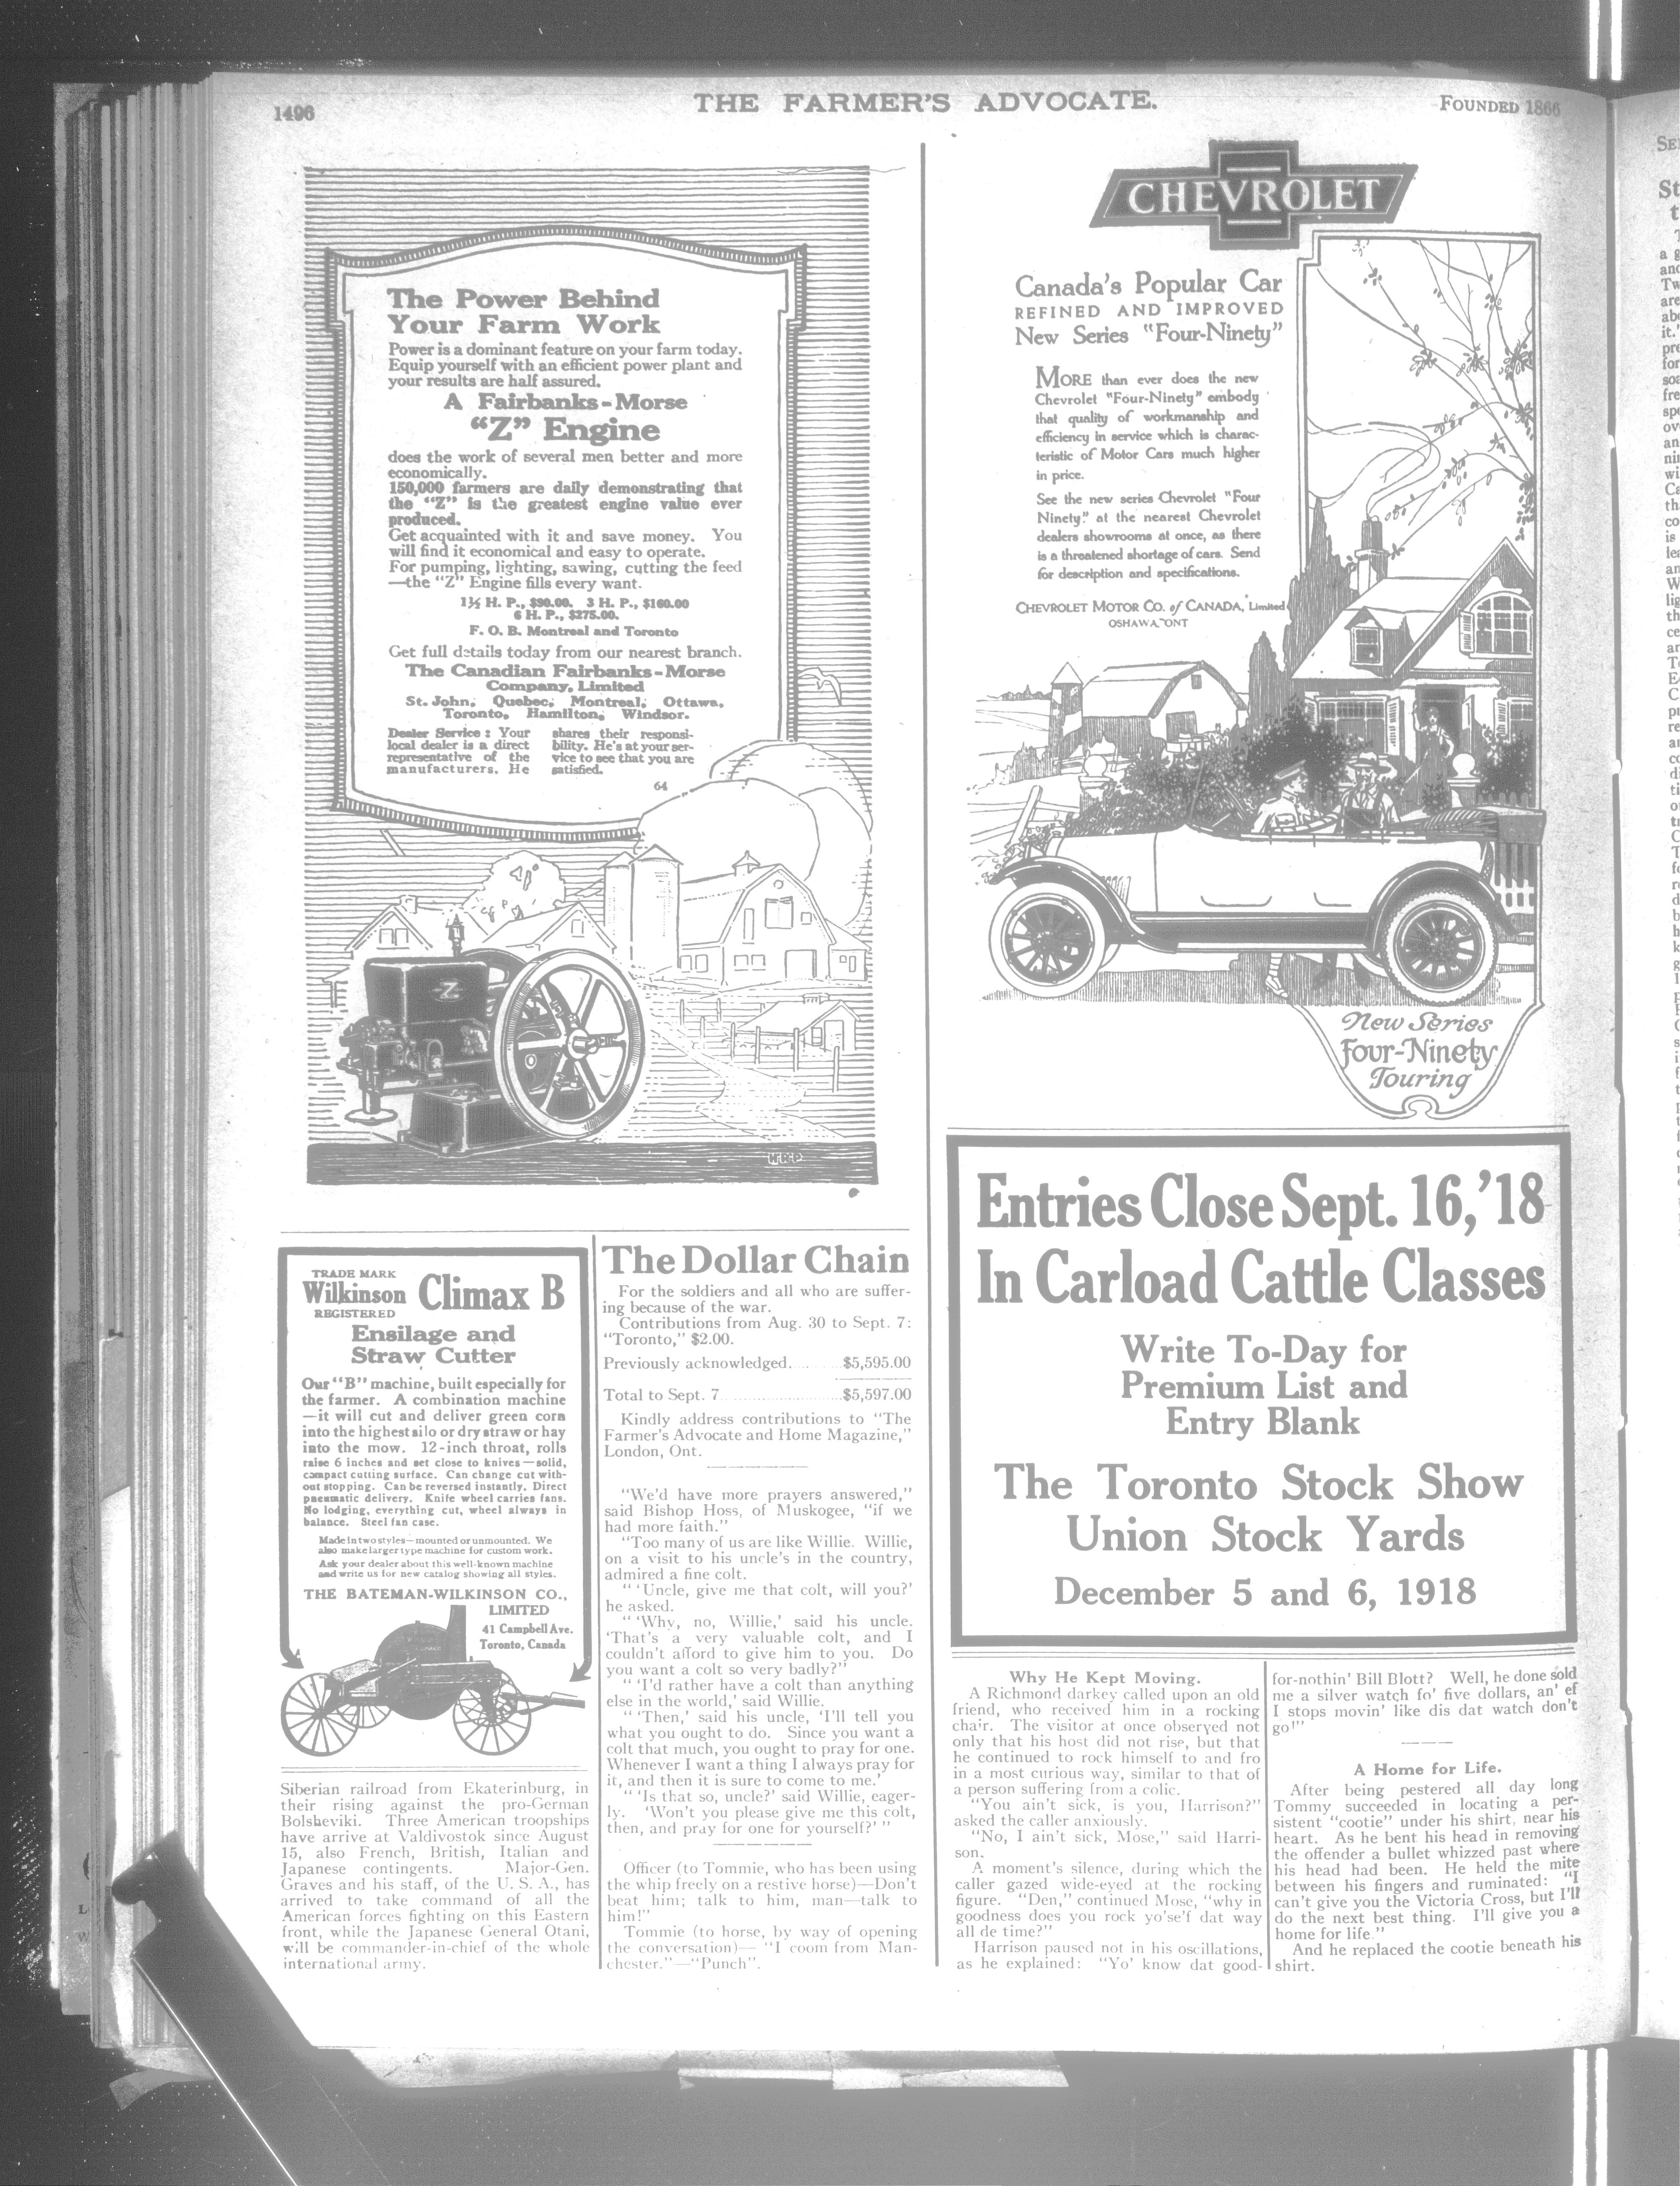 1496
THE FARMER'S ADVOCATE.
FOUNDED 1866
The Power Behind
Your Farm Work
Power is a dominant feature on your farm today.
Equip yourself with an efficient power plant and
your results are half assured.
A Fairbanks-Morse
"Z" Engine
does the work of several men better and more
economically.
150,000 farmers are daily demonstrating that
the "Z" is the greatest engine value ever
produced.
Get acquainted with it and save money. You
will find it economical and easy to operate.
For pumping, lighting, sawing, cutting the feed
—the "Z" Engine fills every want.
1½ H. P., $90.00. 3 H. P., $160.00
6 H. P., $275.00.
F. O. B. Montreal and Toronto
Get full details today from our nearest branch.
The Canadian Fairbanks-Morse
Company, Limited
St. John, Quebec, Montreal, Ottawa,
Toronto, Hamilton, Windsor.
Dealer Service: Your
local dealer is a direct
representative of the
manufacturers. He
shares their responsi-
bility. He's at your ser-
vice to see that you are
satisfied.
64
Z
TRADE MARK
Wilkinson
REGISTERED
Climax B
Ensilage and
Straw Cutter
Our "B" machine, built especially for
the farmer. A combination machine
—it will cut and deliver green corn
into the highest silo or dry straw or hay
into the mow. 12-inch throat, rolls
raise 6 inches and set close to knives—solid,
compact cutting surface. Can change cut with-
out stopping. Can be reversed instantly. Direct
pneumatic delivery. Knife wheel carries fans.
No lodging, everything cut, wheel always in
balance. Steel fan case.
Made in two styles—mounted or unmounted. We
also make larger type machine for custom work.
Ask your dealer about this well-known machine
and write us for new catalog showing all styles.
THE BATEMAN-WILKINSON CO.,
LIMITED
41 Campbell Ave.
Toronto, Canada
Siberian railroad from Ekaterinburg, in
their rising against the pro-German
Bolsheviki. Three American troopships
have arrive at Valdivostok since August
15, also French, British, Italian and
Japanese contingents. Major-Gen.
Graves and his staff, of the U. S. A., has
arrived to take command of all the
American forces fighting on this Eastern
front, while the Japanese General Otani,
will be commander-in-chief of the whole
international army.
The Dollar Chain
For the soldiers and all who are suffer-
ing because of the war.
Contributions from Aug. 30 to Sept. 7:
"Toronto," $2.00.
Previously acknowledged.... $5,595.00
Total to Sept. 7 $5,597.00
Kindly address contributions to "The
Farmer's Advocate and Home Magazine,"
London, Ont.
"We'd have more prayers answered,"
said Bishop Hoss, of Muskogee, "if we
had more faith."
"Too many of us are like Willie. Willie,
on a visit to his uncle's in the country,
admired a fine colt.
" 'Uncle, give me that colt, will you?'
he asked.
" 'Why, no, Willie,' said his uncle.
'That's a very valuable colt, and I
couldn't afford to give him to you. Do
you want a colt so very badly?"
" 'I'd rather have a colt than anything
else in the world,' said Willie.
" 'Then,' said his uncle, 'I'll tell you
what you ought to do. Since you want a
colt that much, you ought to pray for one.
Whenever I want a thing I always pray for
it, and then it is sure to come to me.'
" 'Is that so, uncle?' said Willie, eager-
ly. 'Won't you please give me this colt,
then, and pray for one for yourself?' "
Officer (to Tommie, who has been using
the whip freely on a restive horse)—Don't
beat him; talk to him, man—talk to
him!"
Tommie (to horse, by way of opening
the conversation)— "I coom from Man-
chester."—"Punch".
CHEVROLET
Canada's Popular Car
REFINED AND IMPROVED
New Series "Four-Ninety"
MORE than ever does the new
Chevrolet "Four-Ninety" embody
that quality of workmanship and
efficiency in service which is charac-
teristic of Motor Cars much higher
in price.
See the new series Chevrolet "Four
Ninety" at the nearest Chevrolet
dealers showrooms at once, as there
is a threatened shortage of cars. Send
for description and specifications.
CHEVROLET MOTOR CO. of CANADA, Limited
OSHAWA, ONT
New Series
Four-Ninety
Touring
Entries Close Sept. 16,'18
In Carload Cattle Classes
Write To-Day for
Premium List and
Entry Blank
The Toronto Stock Show
Union Stock Yards
December 5 and 6, 1918
Why He Kept Moving.
A Richmond darkey called upon an old
friend, who received him in a rocking
chair. The visitor at once observed not
only that his host did not rise, but that
he continued to rock himself to and fro
in a most curious way, similar to that of
a person suffering from a colic.
"You ain't sick, is you, Harrison?"
asked the caller anxiously.
"No, I ain't sick, Mose," said Harri-
son.
A moment's silence, during which the
caller gazed wide-eyed at the rocking
figure. "Den," continued Mose, "why in
goodness does you rock yo'se'f dat way
all de time?"
Harrison paused not in his oscillations,
as he explained: "Yo' know dat good-
for-nothin' Bill Blott? Well, he done sold
me a silver watch fo' five dollars, an' ef
I stops movin' like dis dat watch don't
go!"
A Home for Life.
After being pestered all day long
Tommy succeeded in locating a per-
sistent "cootie" under his shirt, near his
heart. As he bent his head in removing
the offender a bullet whizzed past where
his head had been. He held the mite
between his fingers and ruminated: "I
can't give you the Victoria Cross, but I'll
do the next best thing. I'll give you a
home for life."
And he replaced the cootie beneath his
shirt.